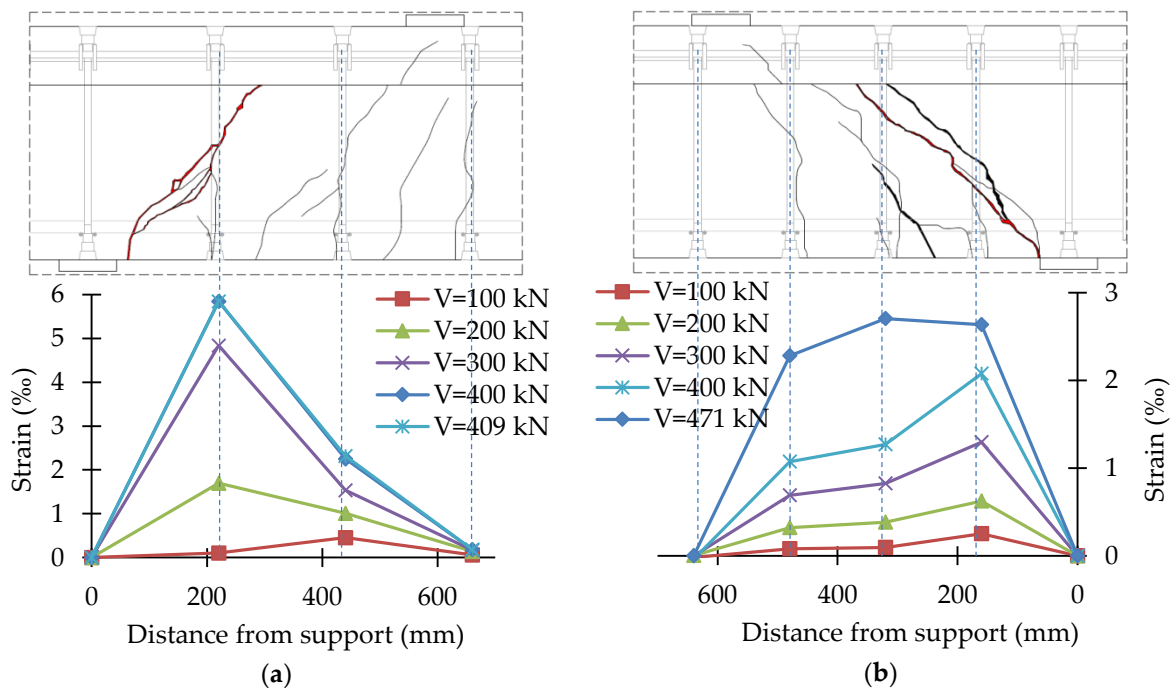 6
5
4
3
2
1
0
Strain (‰)
V=100 kN
V=200 kN
V=300 kN
V=400 kN
V=409 kN
0
200
400
600
Distance from support (mm)
(a)
V=100 kN
V=200 kN
V=300 kN
V=400 kN
V=471 kN
3
2
1
0
Strain (‰)
600
400
200
0
Distance from support (mm)
(b)